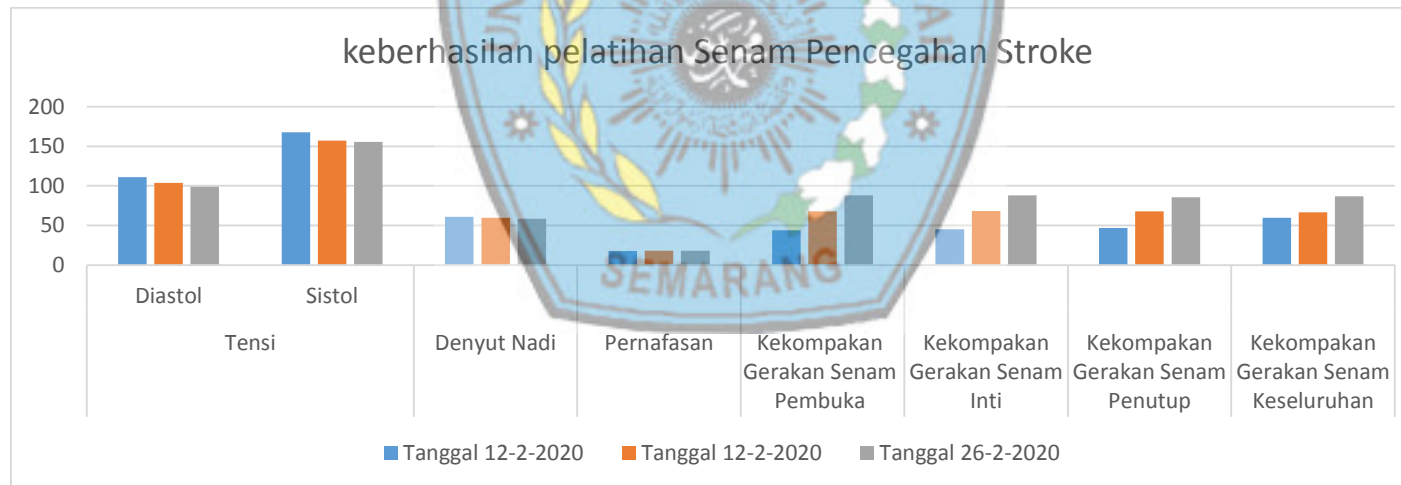 keberhasilan pelatihan Senam Pencegahan Stroke
200
150
100
50
0
Diastol
Sistol
Tensi
Denyut Nadi
Pernafasan
Kekompakan
Gerakan Senam
Pembuka
Kekompakan
Gerakan Senam
Inti
Kekompakan
Gerakan Senam
Penutup
Kekompakan
Gerakan Senam
Keseluruhan
Tanggal 12-2-2020
Tanggal 12-2-2020
Tanggal 26-2-2020
SEMARANG